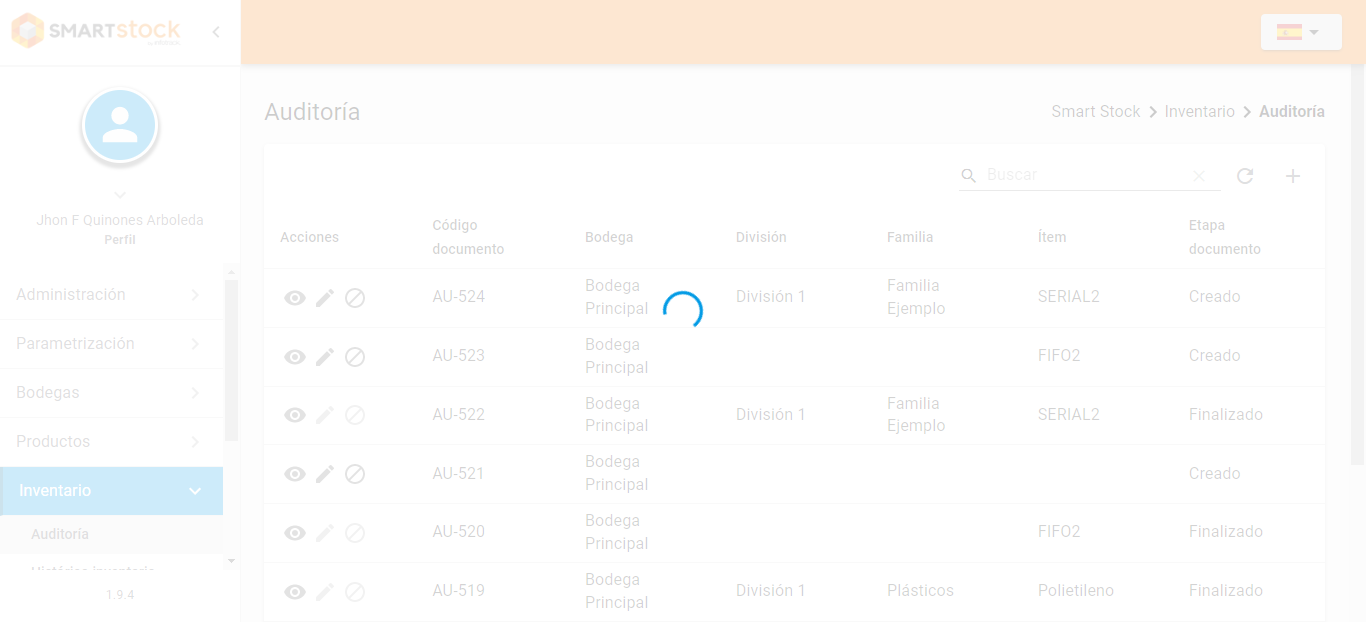 SMARTstock
Auditoría
Smart Stock
Inventario
Auditoría
Jhon F Quinones Arboleda
Perfil
Administración
Parametrización
Bodegas
Productos
Inventario
Auditoría
Histórico inventario
1.9.4
Buscar
Acciones
Código
documento
Bodega
División
Familia
Ítem
Etapa
documento
AU-524
Bodega
Principal
División 1
Familia
Ejemplo
SERIAL2
Creado
AU-523
Bodega
Principal
FIFO2
Creado
AU-522
Bodega
Principal
División 1
Familia
Ejemplo
SERIAL2
Finalizado
AU-521
Bodega
Principal
Creado
AU-520
Bodega
Principal
FIFO2
Finalizado
AU-519
Bodega
Principal
División 1
Plásticos
Polietileno
Finalizado